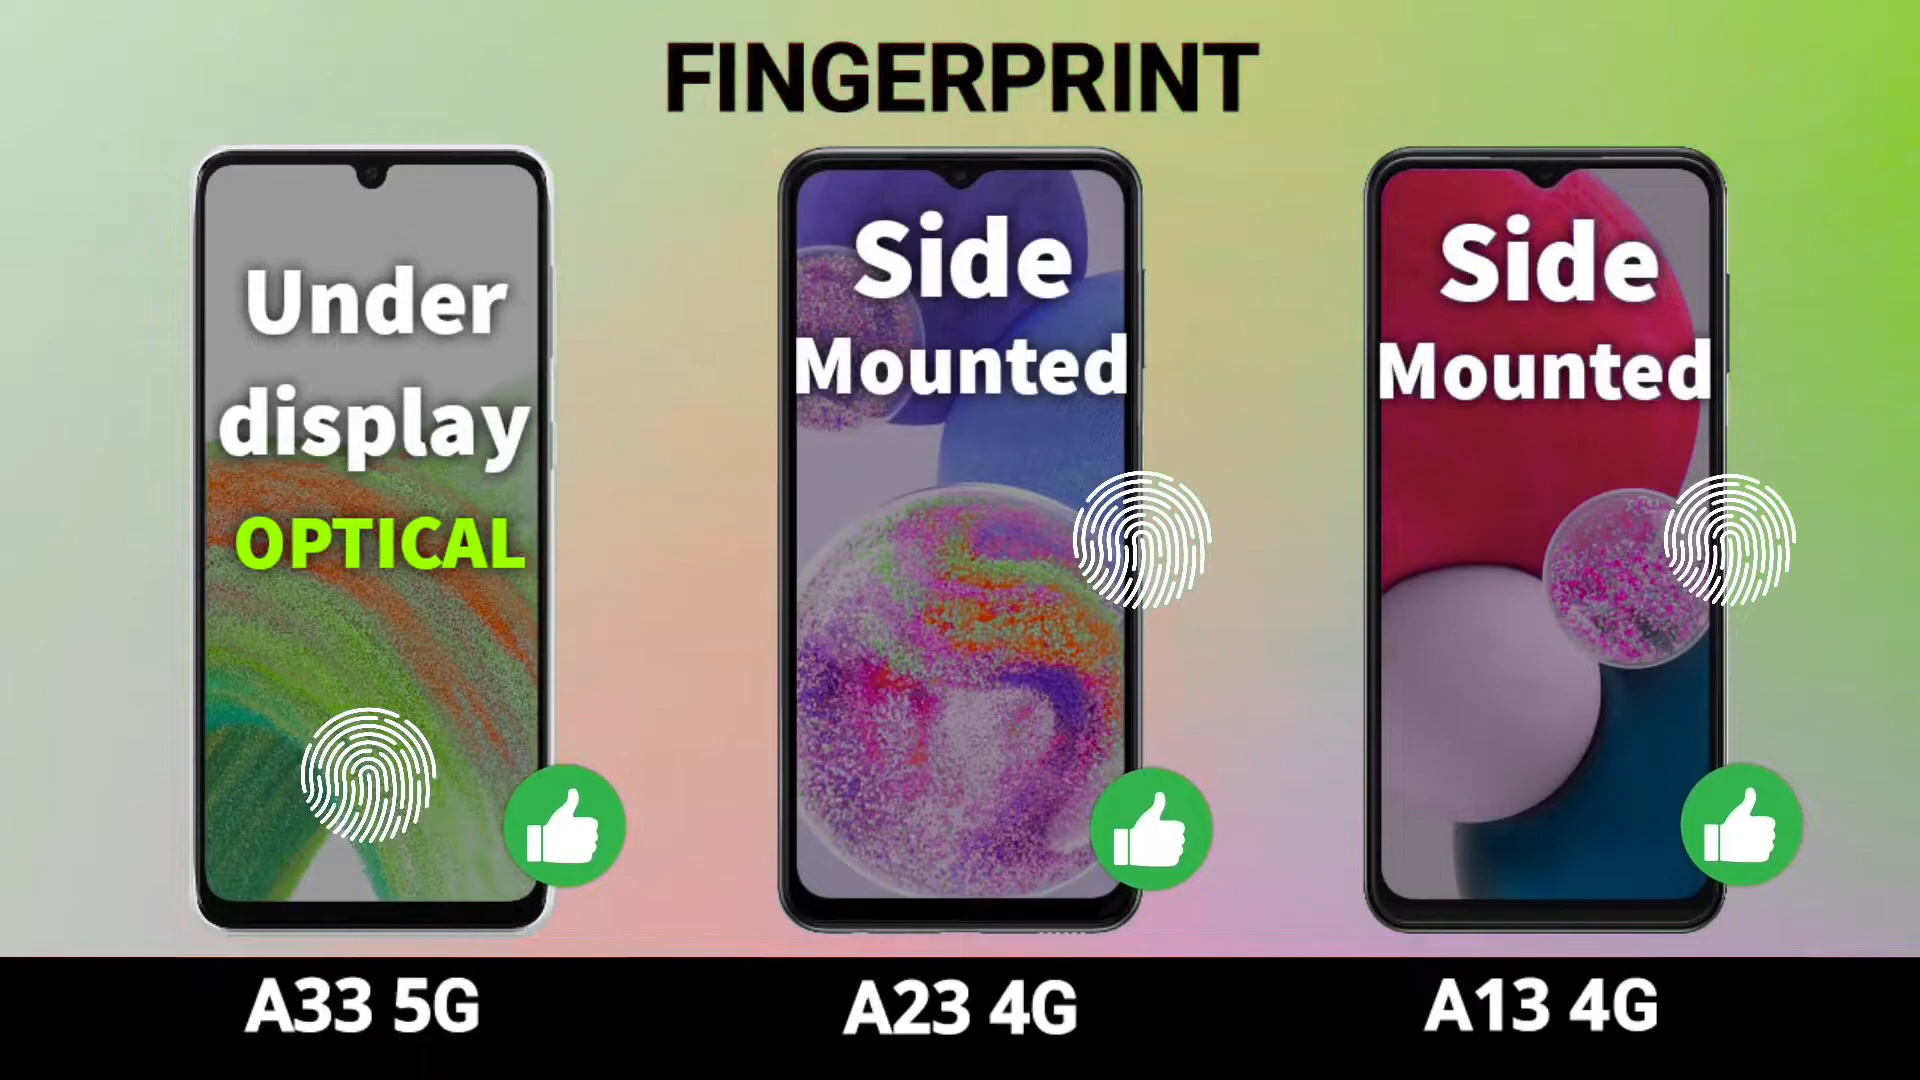 FINGERPRINT
Under
display
OPTICAL
Side
Mounted
Side
Mounted
A33 5G
A23 4G
A13 4G